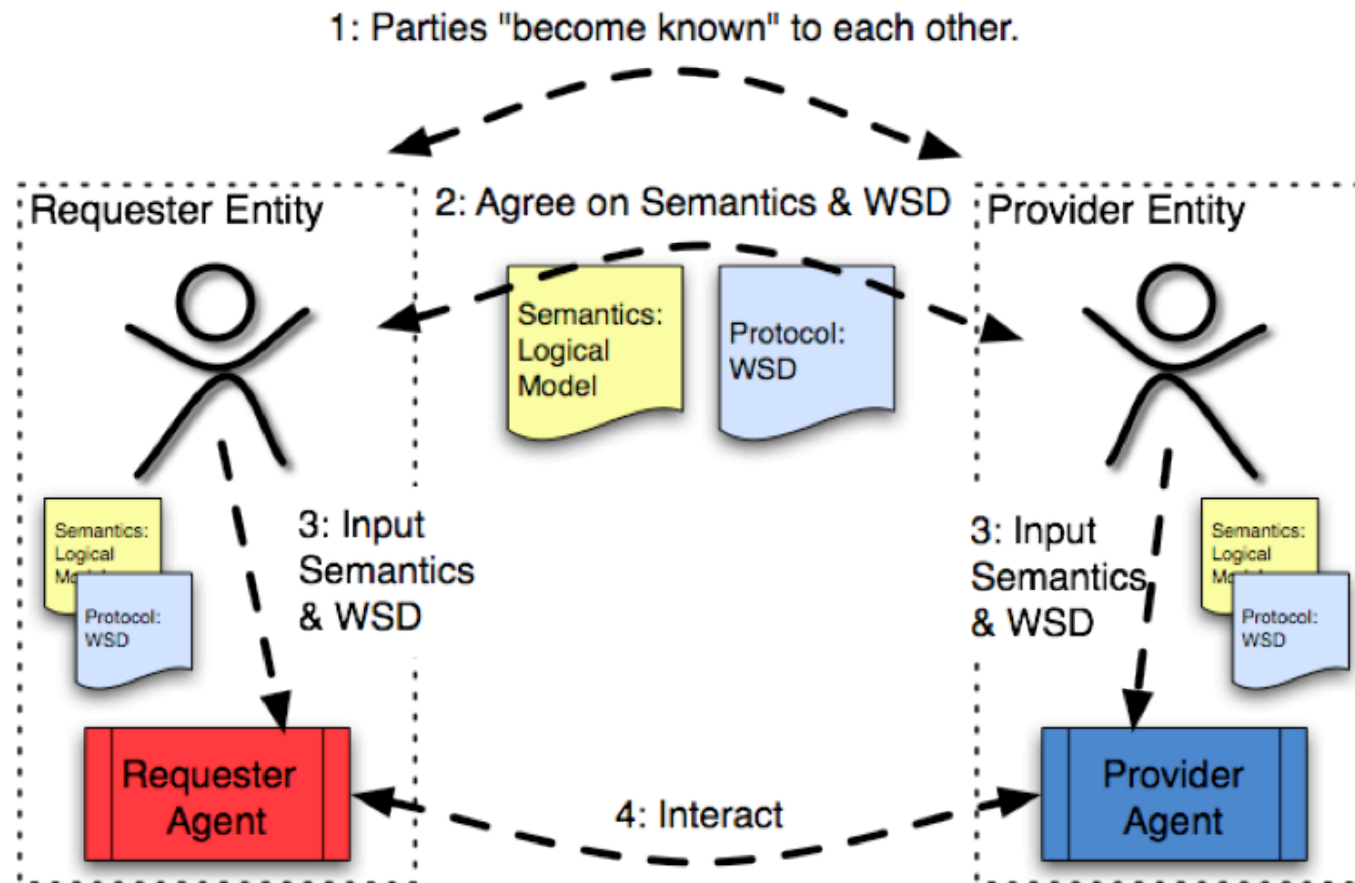 1: Parties "become known" to each other.
Requester Entity
2: Agree on Semantics & WSD
Provider Entity
Semantics:
Logical
Model
Protocol:
WSD
Semantics:
Logical
Protocol:
WSD
3: Input
Semantics
& WSD
3: Input
Semantics
& WSD
Semantics:
Logical
Protocol:
WSD
Requester
Agent
4: Interact
Provider
Agent